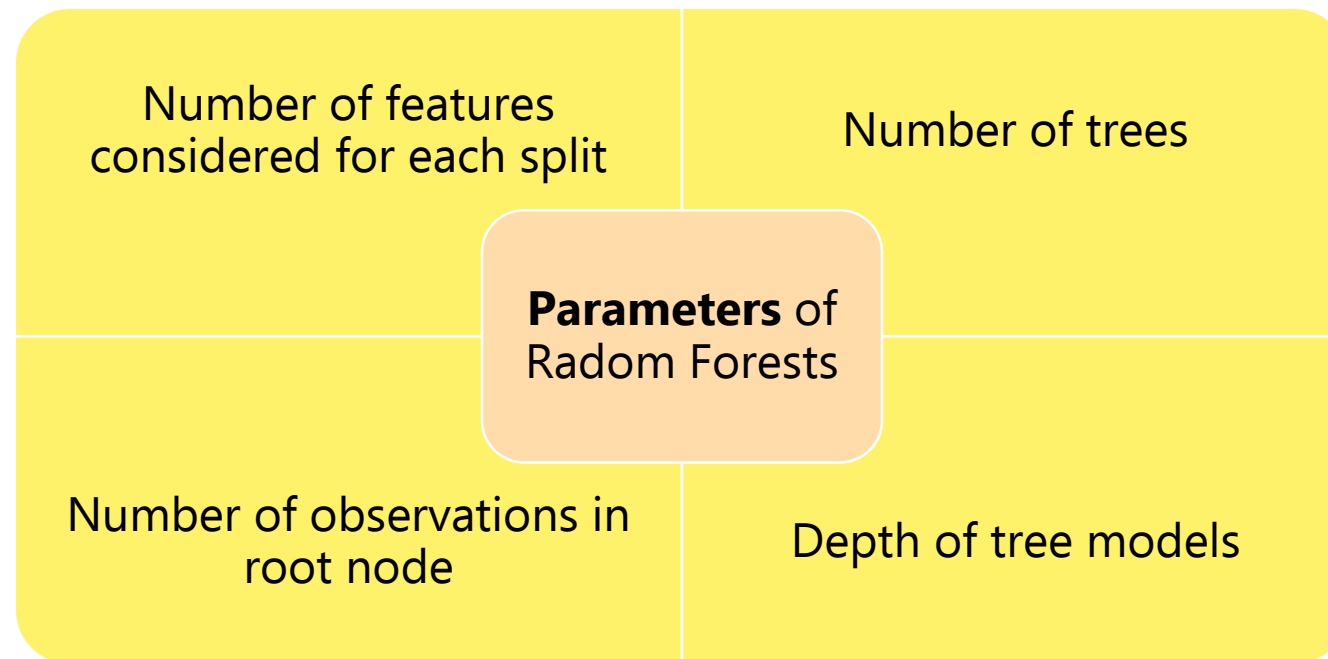 Number of features
considered for each split
Number of trees
Parameters of
Radom Forests
Number of observations in
root node
Depth of tree models